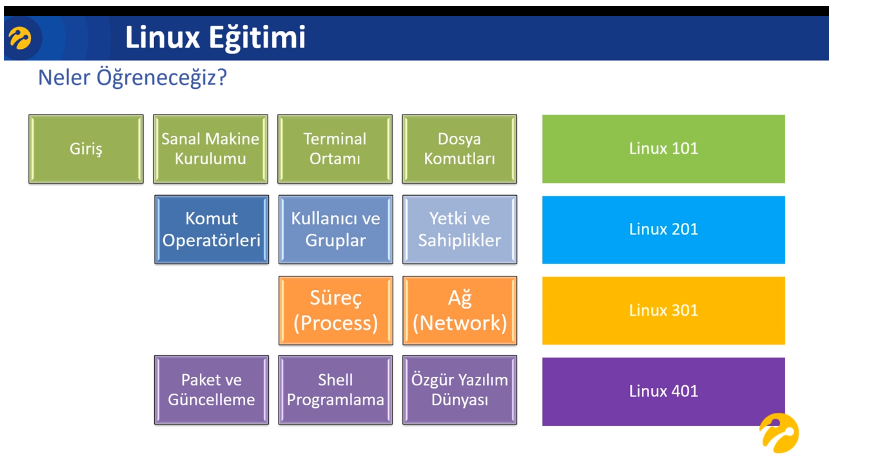 Linux Eğitimi
Neler Öğreneceğiz?
Giriş
Sanal Makine
Kurulumu
Terminal
Ortamı
Dosya
Komutları
Linux 101
Komut
Operatörleri
Kullanıcı ve
Gruplar
Yetki ve
Sahiplikler
Linux 201
Süreç
(Process)
Ağ
(Network)
Linux 301
Paket ve
Güncelleme
Shell
Programlama
Özgür Yazılım
Dünyası
Linux 401